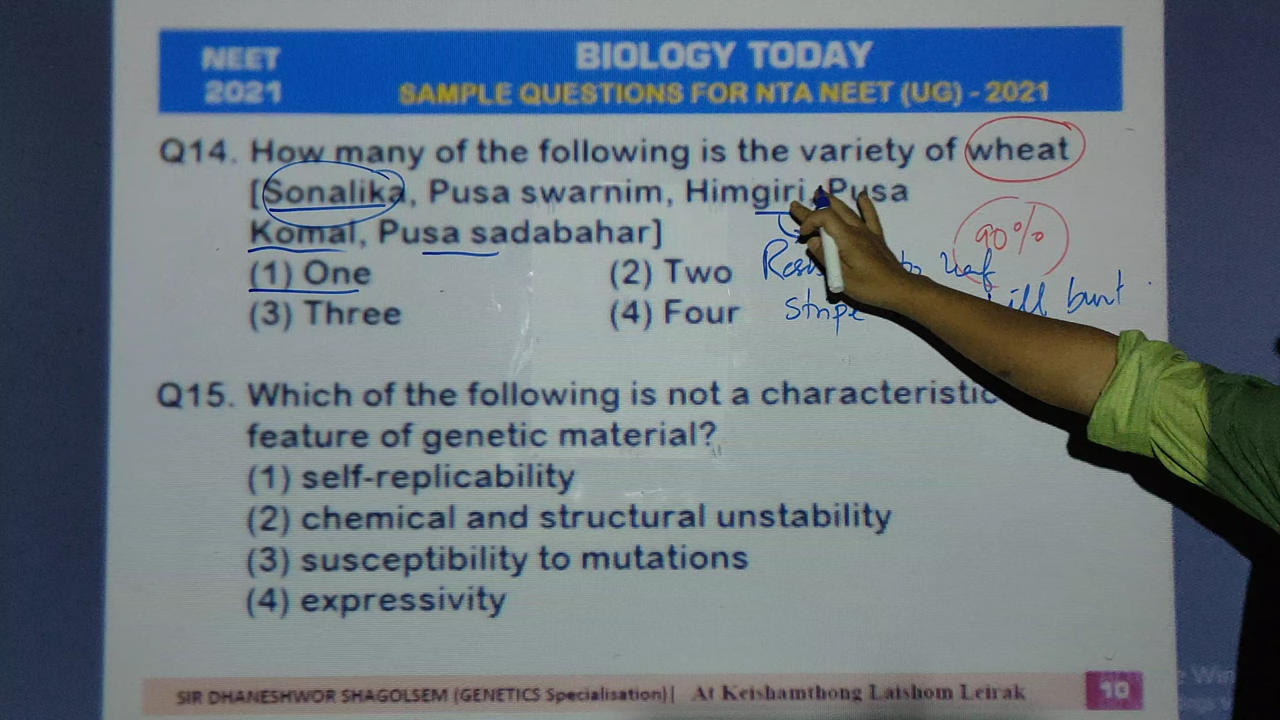 NEET
2021
BIOLOGY TODAY
SAMPLE QUESTIONS FOR NTA NEET (UG) - 2021
Q14. How many of the following is the variety of wheat
[Sonalika, Pusa swarnim, Himgiri, Pusa
Komal, Pusa sadabahar]
90%
(1) One
(2) Two
(3) Three
(4) Four
to
stripe
bunt
Q15. Which of the following is not a characteristic
feature of genetic material?
(1) self-replicability
(2) chemical and structural unstability
(3) susceptibility to mutations
(4) expressivity
SIR DHANESHWOR SHAGOLSEM (GENETICS Specialisation)| At Keishamthong Laishom Leirak
10